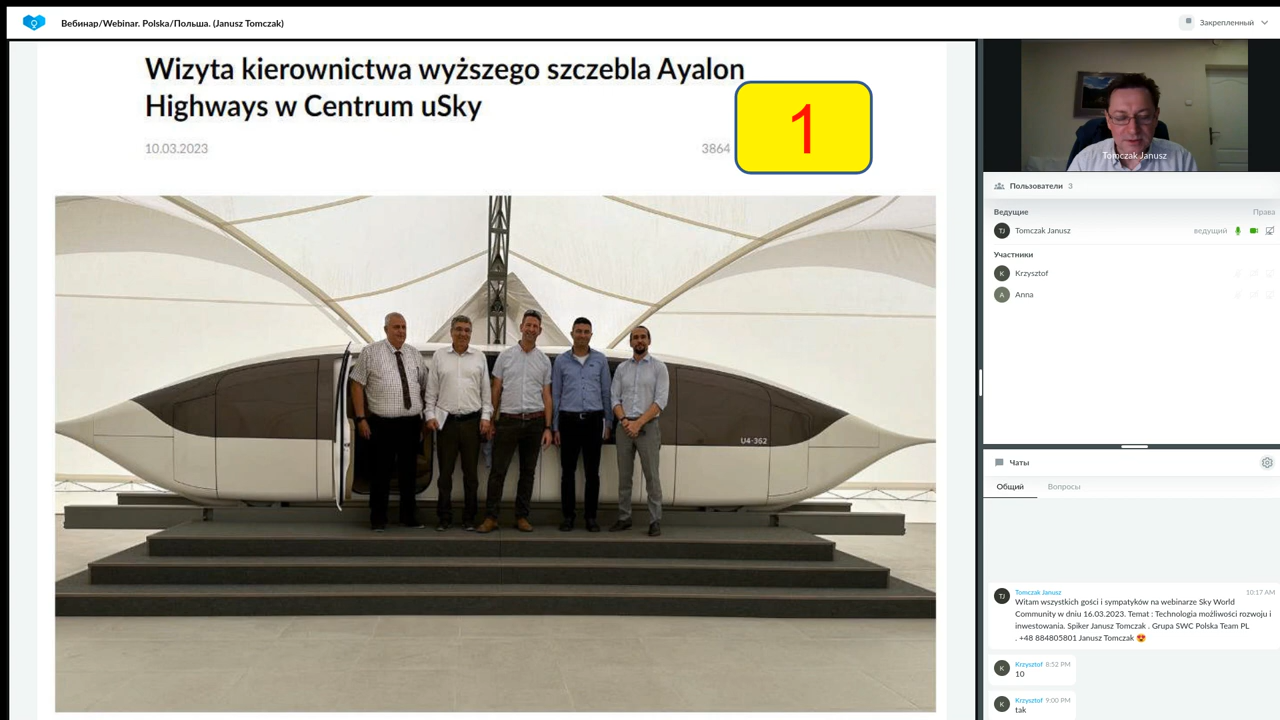 Вебинар/Webinar. Polska/Польша. (Janusz Tomczak)
Закрепленный
Wizyta kierownictwa wyższego szczebla Ayalon
Highways w Centrum uSky
10.03.2023
3864
1
U4-362
Tomczak Janusz
Пользователи 3
Ведущие
Права
TJ
Tomczak Janusz
ведущий
Участники
K
Krzysztof
A
Anna
Чаты
Общий
Вопросы
TJ
Tomczak Janusz
10:17 AM
Witam wszystkich gości i sympatyków na webinarze Sky World
Community w dniu 16.03.2023. Temat : Technologia możliwości rozwoju i
inwestowania. Spiker Janusz Tomczak . Grupa SWC Polska Team PL
. +48 884805801 Janusz Tomczak 😍
K
Krzysztof 8:52 PM
10
K
Krzysztof 9:00 PM
tak